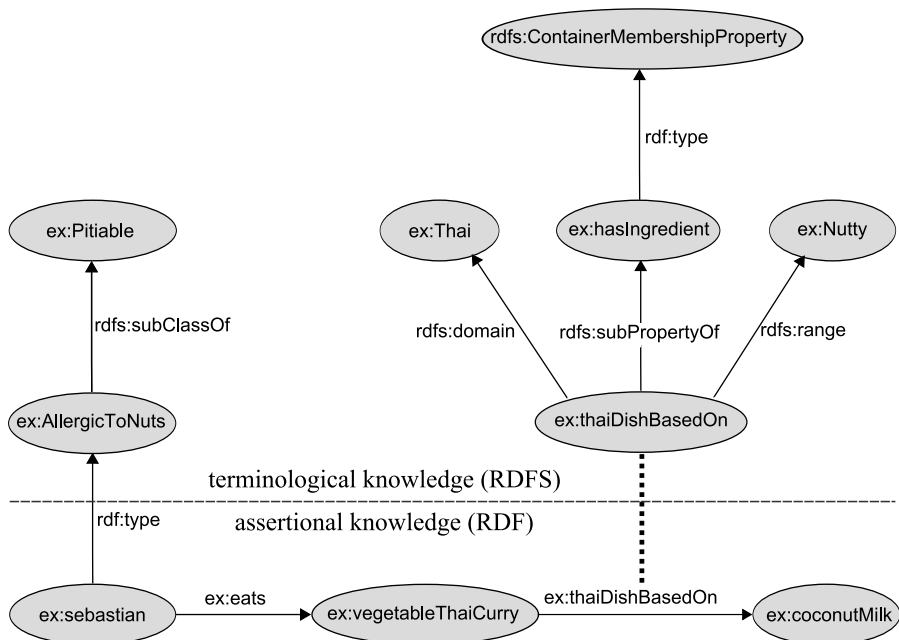 rdfs:ContainerMembershipProperty
rdf:type
ex:Pitiable
ex:Thai
ex:hasIngredient
ex:Nutty
rdfs:subClassOf
rdfs:domain
rdfs:subPropertyOf
rdfs:range
ex:AllergicToNuts
ex:thaiDishBasedOn
terminological knowledge (RDFS)
rdf:type
assertional knowledge (RDF)
ex:sebastian
ex:eats
ex:vegetableThaiCurry
ex:thaiDishBasedOn
ex:coconutMilk